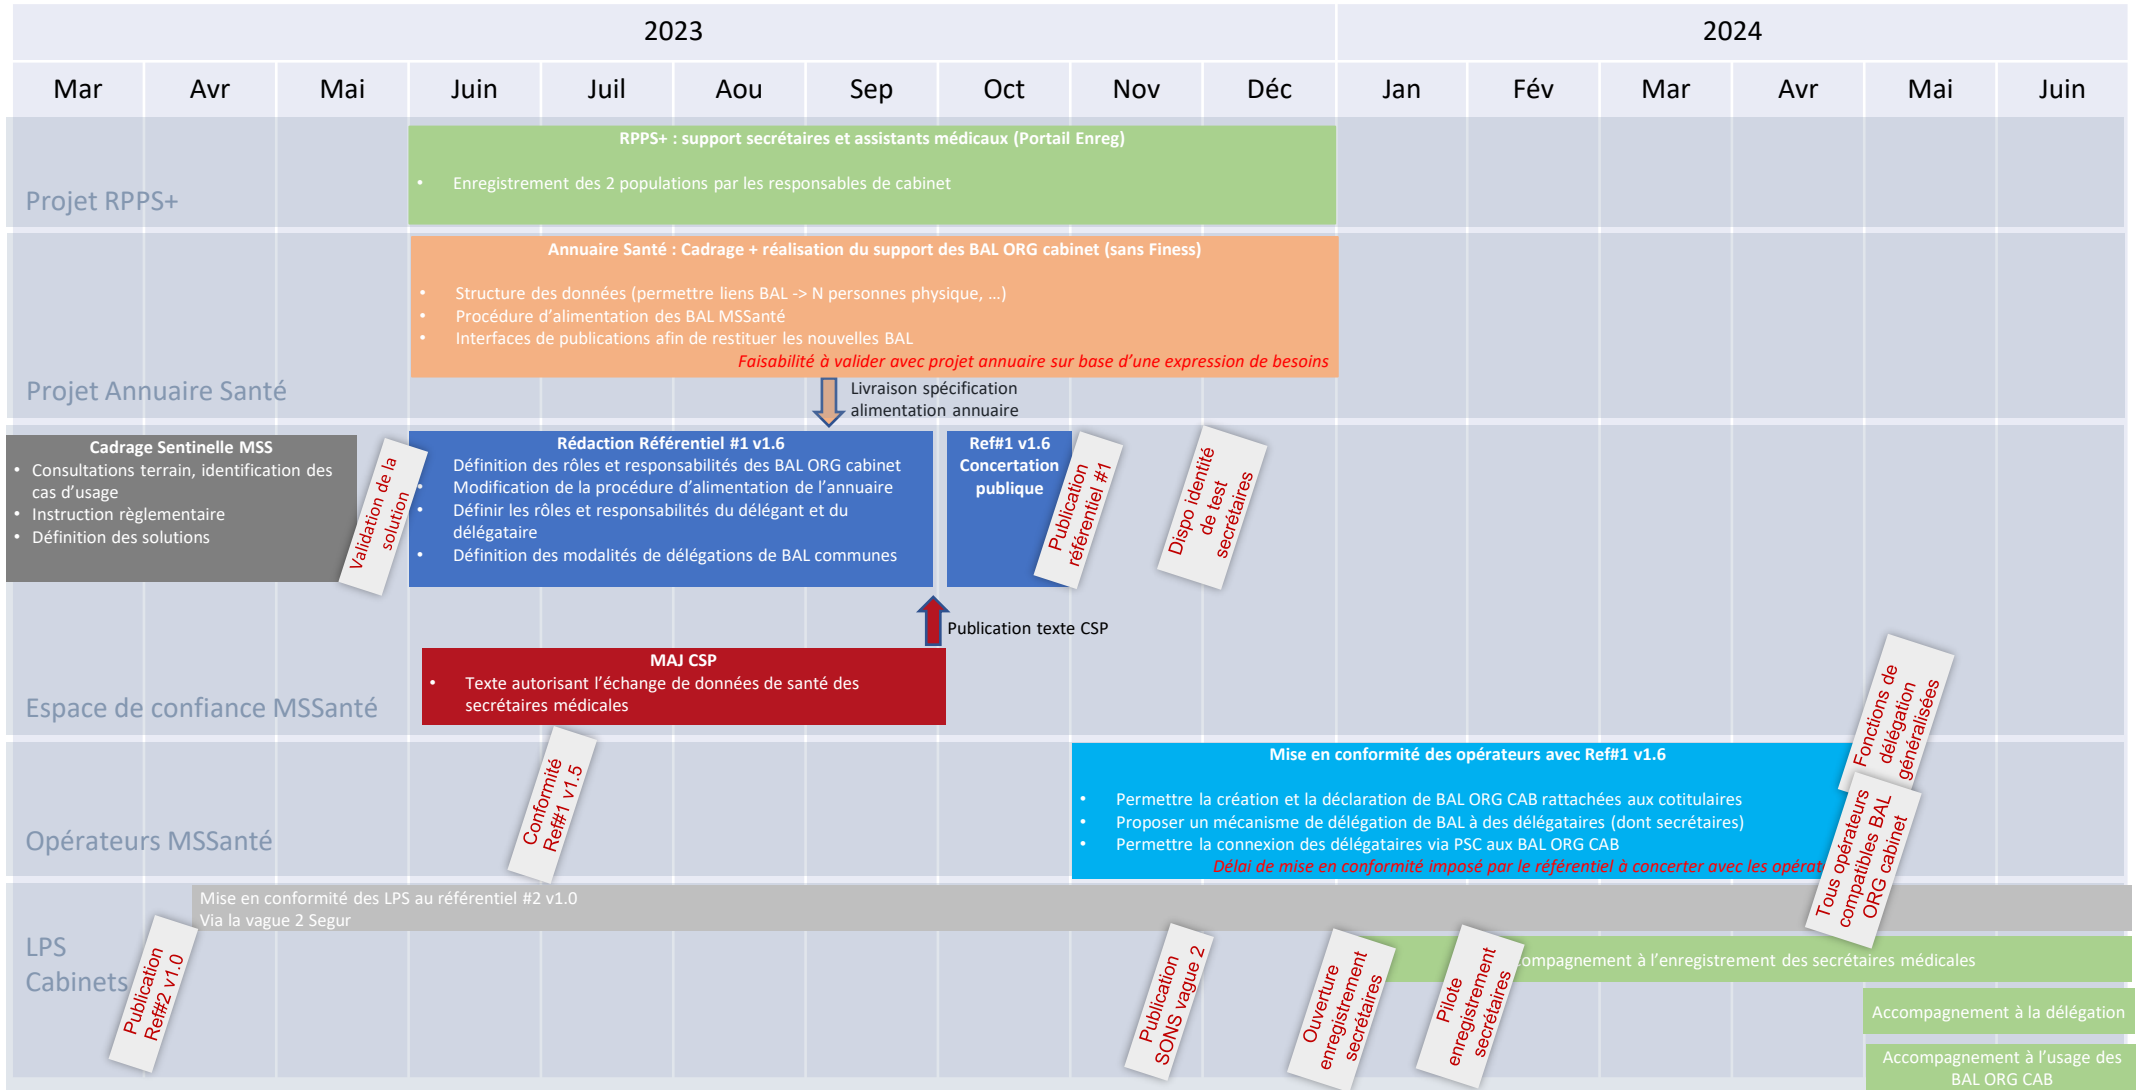 2023
2024
Mar
Avr
Mai
Juin
Juil
Aou
Sep
Oct
Nov
Déc
Jan
Fév
Mar
Avr
Mai
Juin
Projet RPPS+
RPPS+ : support secrétaires et assistants médicaux (Portail Enreg)
• Enregistrement des 2 populations par les responsables de cabinet
Projet Annuaire Santé
Annuaire Santé : Cadrage + réalisation du support des BAL ORG cabinet (sans Finess)
• Structure des données (permettre liens BAL -> N personnes physique, …)
• Procédure d’alimentation des BAL MSSanté
• Interfaces de publications afin de restituer les nouvelles BAL
Faisabilité à valider avec projet annuaire sur base d’une expression de besoins
Livraison spécification
alimentation annuaire
Espace de confiance MSSanté
Cadrage Sentinelle MSS
• Consultations terrain, identification des
cas d’usage
• Instruction règlementaire
• Définition des solutions
Validation de la
solution
Rédaction Référentiel #1 v1.6
• Définition des rôles et responsabilités des BAL ORG cabinet
• Modification de la procédure d’alimentation de l’annuaire
• Définir les rôles et responsabilités du délégant et du
délégataire
• Définition des modalités de délégations de BAL communes
Ref#1 v1.6
Concertation
publique
Publication
référentiel #1
Dispo identité
de test
secrétaires
Publication texte CSP
MAJ CSP
• Texte autorisant l’échange de données de santé des
secrétaires médicales
Fonctions de
délégation
généralisées
Opérateurs MSSanté
Conformité
Ref#1 v1.5
Mise en conformité des opérateurs avec Ref#1 v1.6
• Permettre la création et la déclaration de BAL ORG CAB rattachées aux cotitulaires
• Proposer un mécanisme de délégation de BAL à des délégataires (dont secrétaires)
• Permettre la connexion des délégataires via PSC aux BAL ORG CAB
Délai de mise en conformité imposé par le référentiel à concerter avec les opérat
Tous opérateurs
compatibles BAL
ORG cabinet
LPS
Cabinets
Mise en conformité des LPS au référentiel #2 v1.0
Via la vague 2 Segur
Publication
Ref#2 v1.0
Publication
SONS vague 2
Ouverture
enregistrement
secrétaires
Pilote
enregistrement
secrétaires
compagnement à l’enregistrement des secrétaires médicales
Accompagnement à la délégation
Accompagnement à l’usage des
BAL ORG CAB